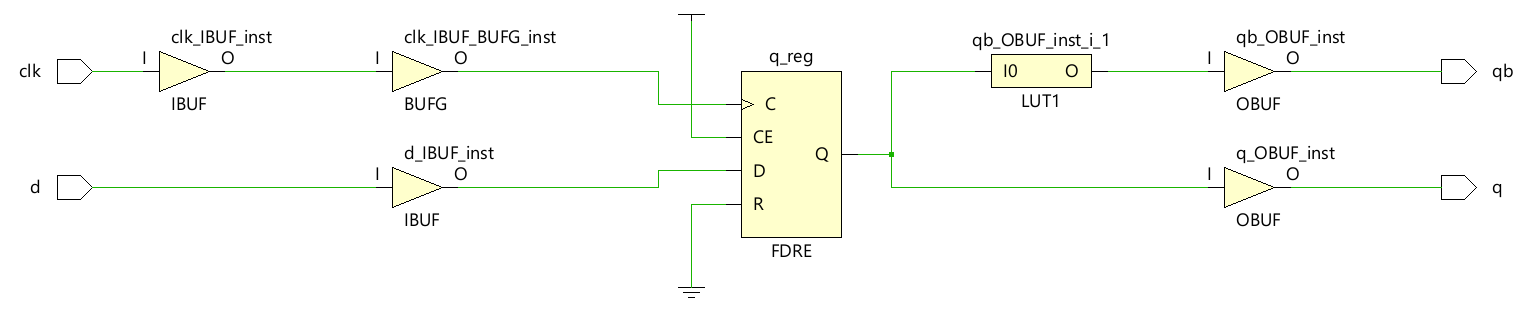 clk
I
clk_IBUF_inst
O
IBUF
I
clk_IBUF_BUFG_inst
O
BUFG
d
I
d_IBUF_inst
O
IBUF
q_reg
C
CE
D
R
Q
FDRE
qb_OBUF_inst_i_1
I0 O
LUT1
I
qb_OBUF_inst
O
OBUF
qb
I
q_OBUF_inst
O
OBUF
q